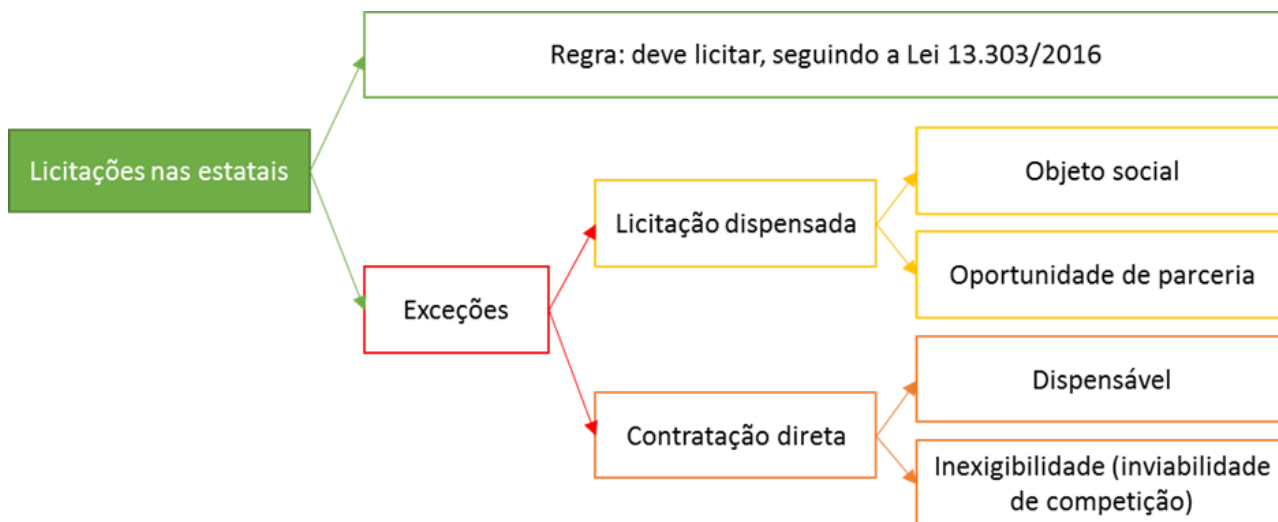 Regra: deve licitar, seguindo a Lei 13.303/2016
Licitações nas estatais
Exceções
Licitação dispensada
Objeto social
Oportunidade de parceria
Contratação direta
Dispensável
Inexigibilidade (inviabilidade
de competição)